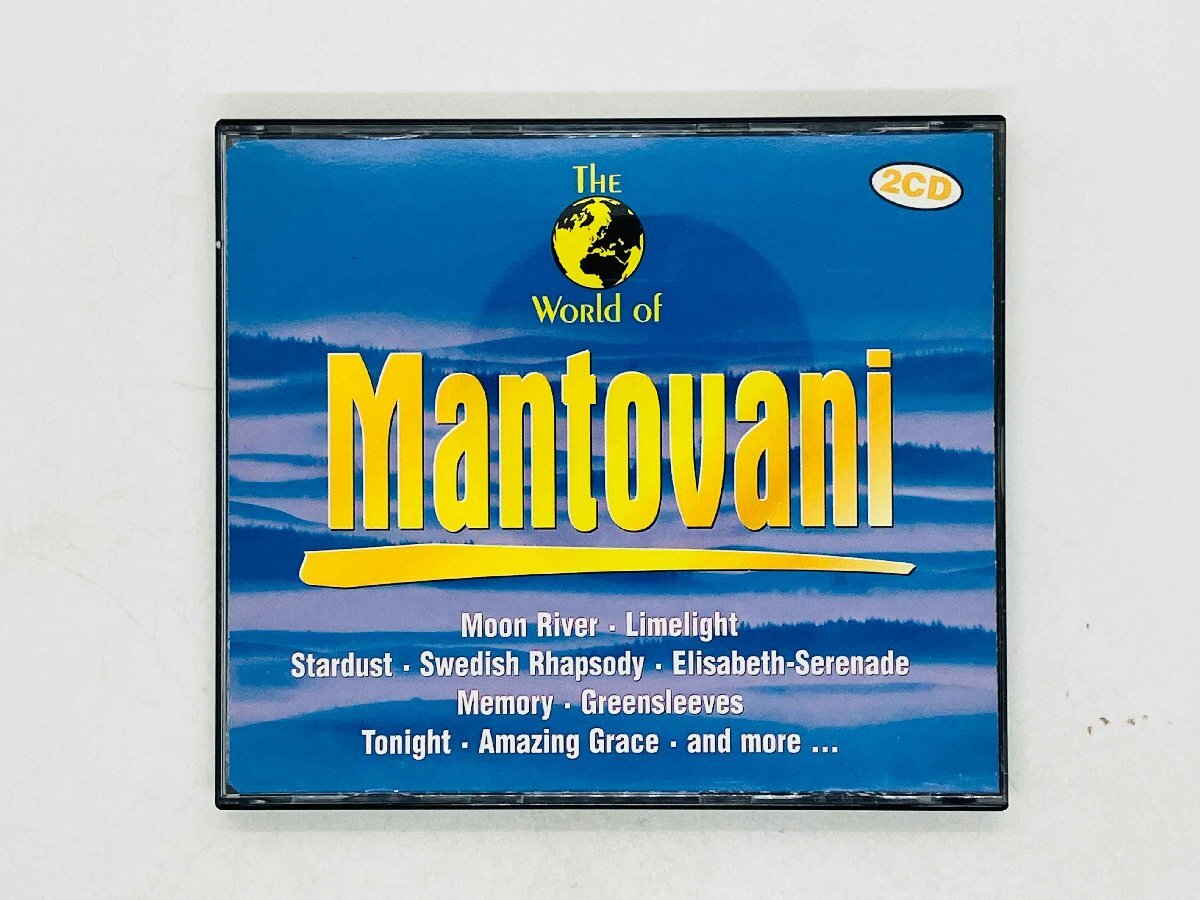 The
2CD
World of
Mantovani
Moon River · Limelight
Stardust · Swedish Rhapsody · Elisabeth-Serenade
Memory · Greensleeves
Tonight · Amazing Grace · and more ...